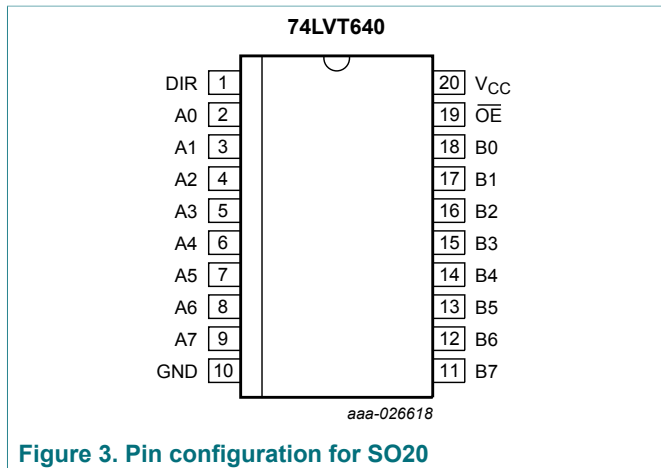 74LVT640
DIR 1 20 VCC
A0 2 19 O̅E̅
A1 3 18 B0
A2 4 17 B1
A3 5 16 B2
A4 6 15 B3
A5 7 14 B4
A6 8 13 B5
A7 9 12 B6
GND 10 11 B7
aaa-026618
Figure 3. Pin configuration for SO20